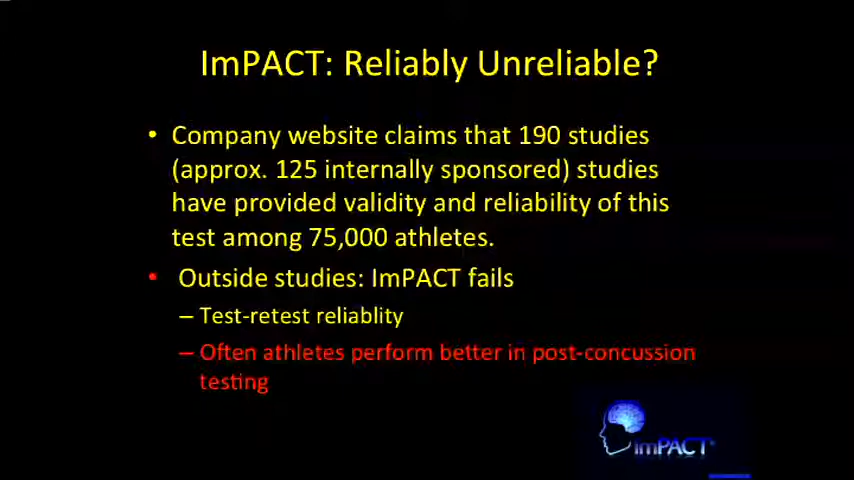 ImPACT: Reliably Unreliable?
• Company website claims that 190 studies
(approx. 125 internally sponsored) studies
have provided validity and reliability of this
test among 75,000 athletes.
• Outside studies: ImPACT fails
– Test-retest reliablity
– Often athletes perform better in post-concussion
testing
imPACT